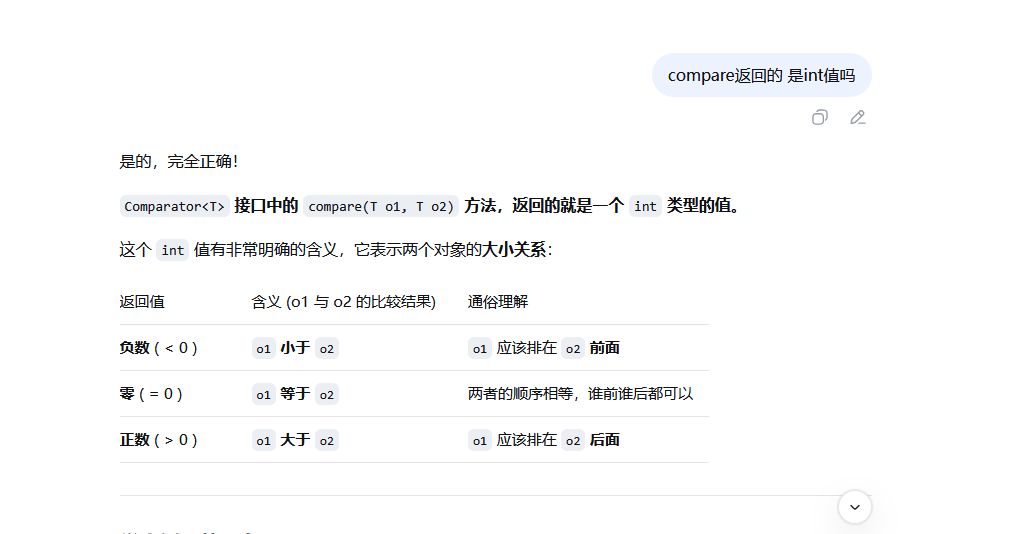 compare返回的 是int值吗
是的，完全正确！
Comparator<T> 接口中的 compare(T o1, T o2) 方法，返回的就是一个 int 类型的值。
这个 int 值有非常明确的含义，它表示两个对象的大小关系：
返回值 含义 (o1 与 o2 的比较结果) 通俗理解
负数 ( < 0 ) o1 小于 o2 o1 应该排在 o2 前面
零 ( = 0 ) o1 等于 o2 两者的顺序相等，谁前谁后都可以
正数 ( > 0 ) o1 大于 o2 o1 应该排在 o2 后面